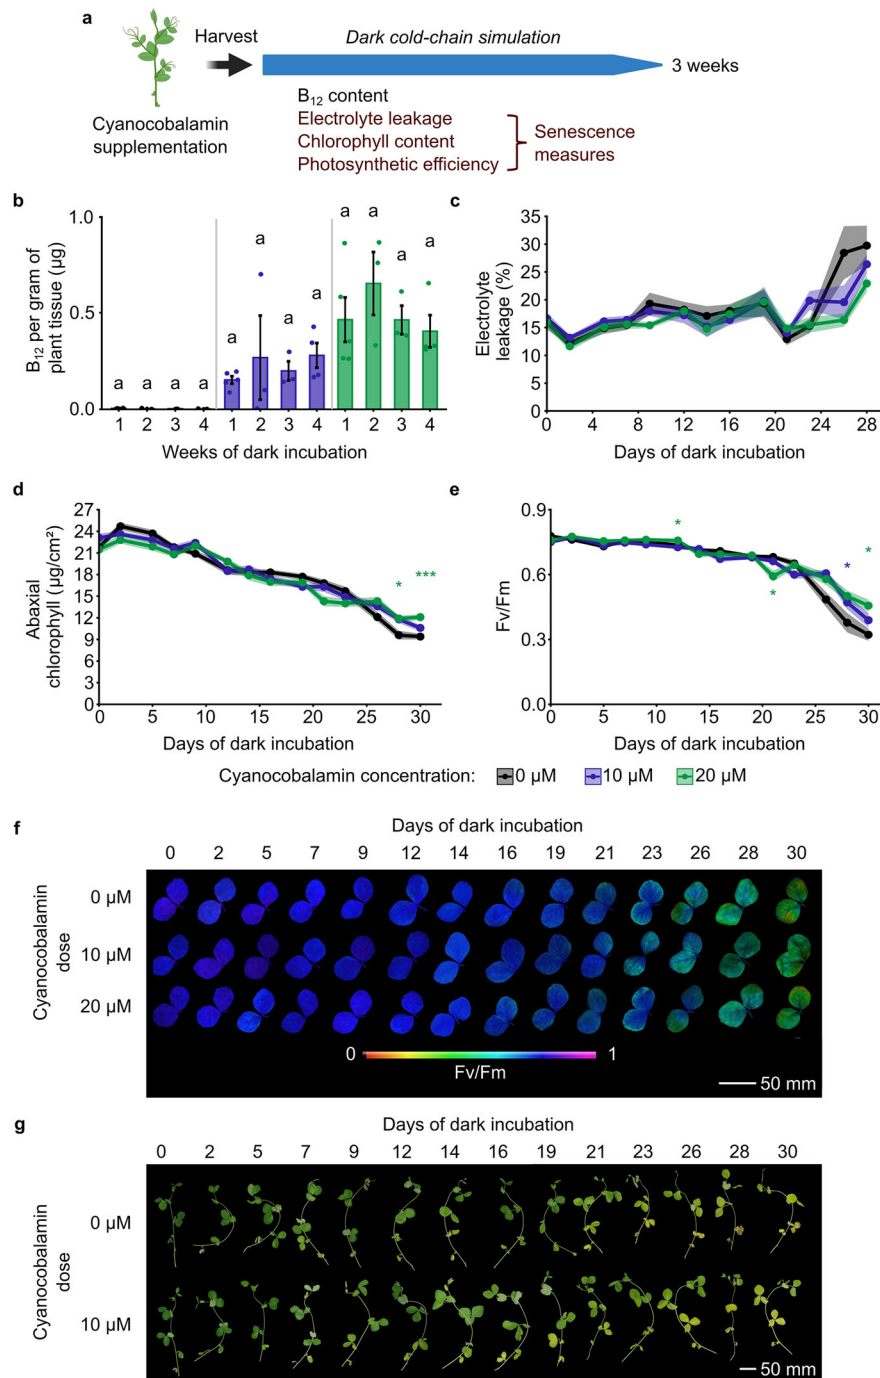 a
Harvest
Dark cold-chain simulation
3 weeks
Cyanocobalamin
supplementation
B₁₂ content
Electrolyte leakage
Chlorophyll content
Photosynthetic efficiency
Senescence
measures
b
B₁₂ per gram of
plant tissue (µg)
1.0
0.5
0.0
a a a a a a a a a a a a
1 2 3 4 1 2 3 4 1 2 3 4
Weeks of dark incubation
c
Electrolyte
leakage (%)
35
30
25
20
15
10
5
0
0 4 8 12 16 20 24 28
Days of dark incubation
d
Abaxial
chlorophyll (µg/cm²)
27
24
21
18
15
12
9
6
3
0
* ***
0 5 10 15 20 25 30
Days of dark incubation
e
Fv/Fm
0.9
0.6
0.3
0.0
* * * *
0 5 10 15 20 25 30
Days of dark incubation
Cyanocobalamin concentration: 0 µM 10 µM 20 µM
f
Days of dark incubation
0 2 5 7 9 12 14 16 19 21 23 26 28 30
Cyanocobalamin
dose
0 µM
10 µM
20 µM
0 1
Fv/Fm
50 mm
g
Days of dark incubation
0 2 5 7 9 12 14 16 19 21 23 26 28 30
Cyanocobalamin
dose
0 µM
10 µM
50 mm